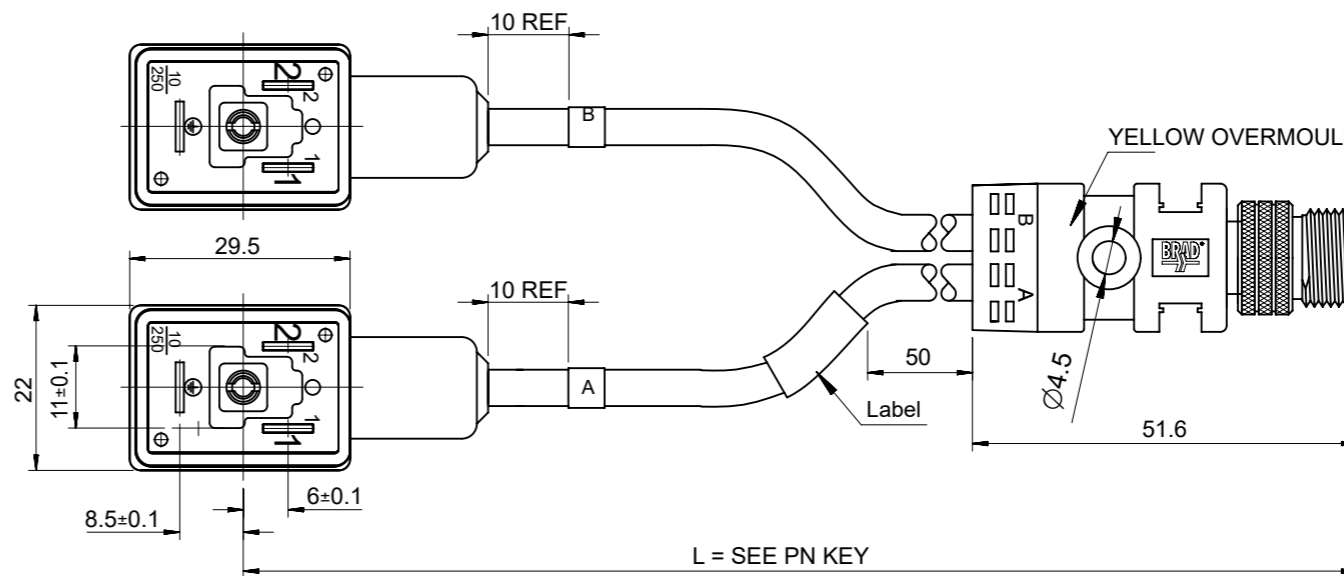 10 REF
10
250
2
2
1
1
B
YELLOW OVERMOUL
29.5
10 REF
B
A
BRAD
10
250
2
2
1
1
22
11±0.1
A
50
Label
Ø4.5
51.6
8.5±0.1
6±0.1
L = SEE PN KEY